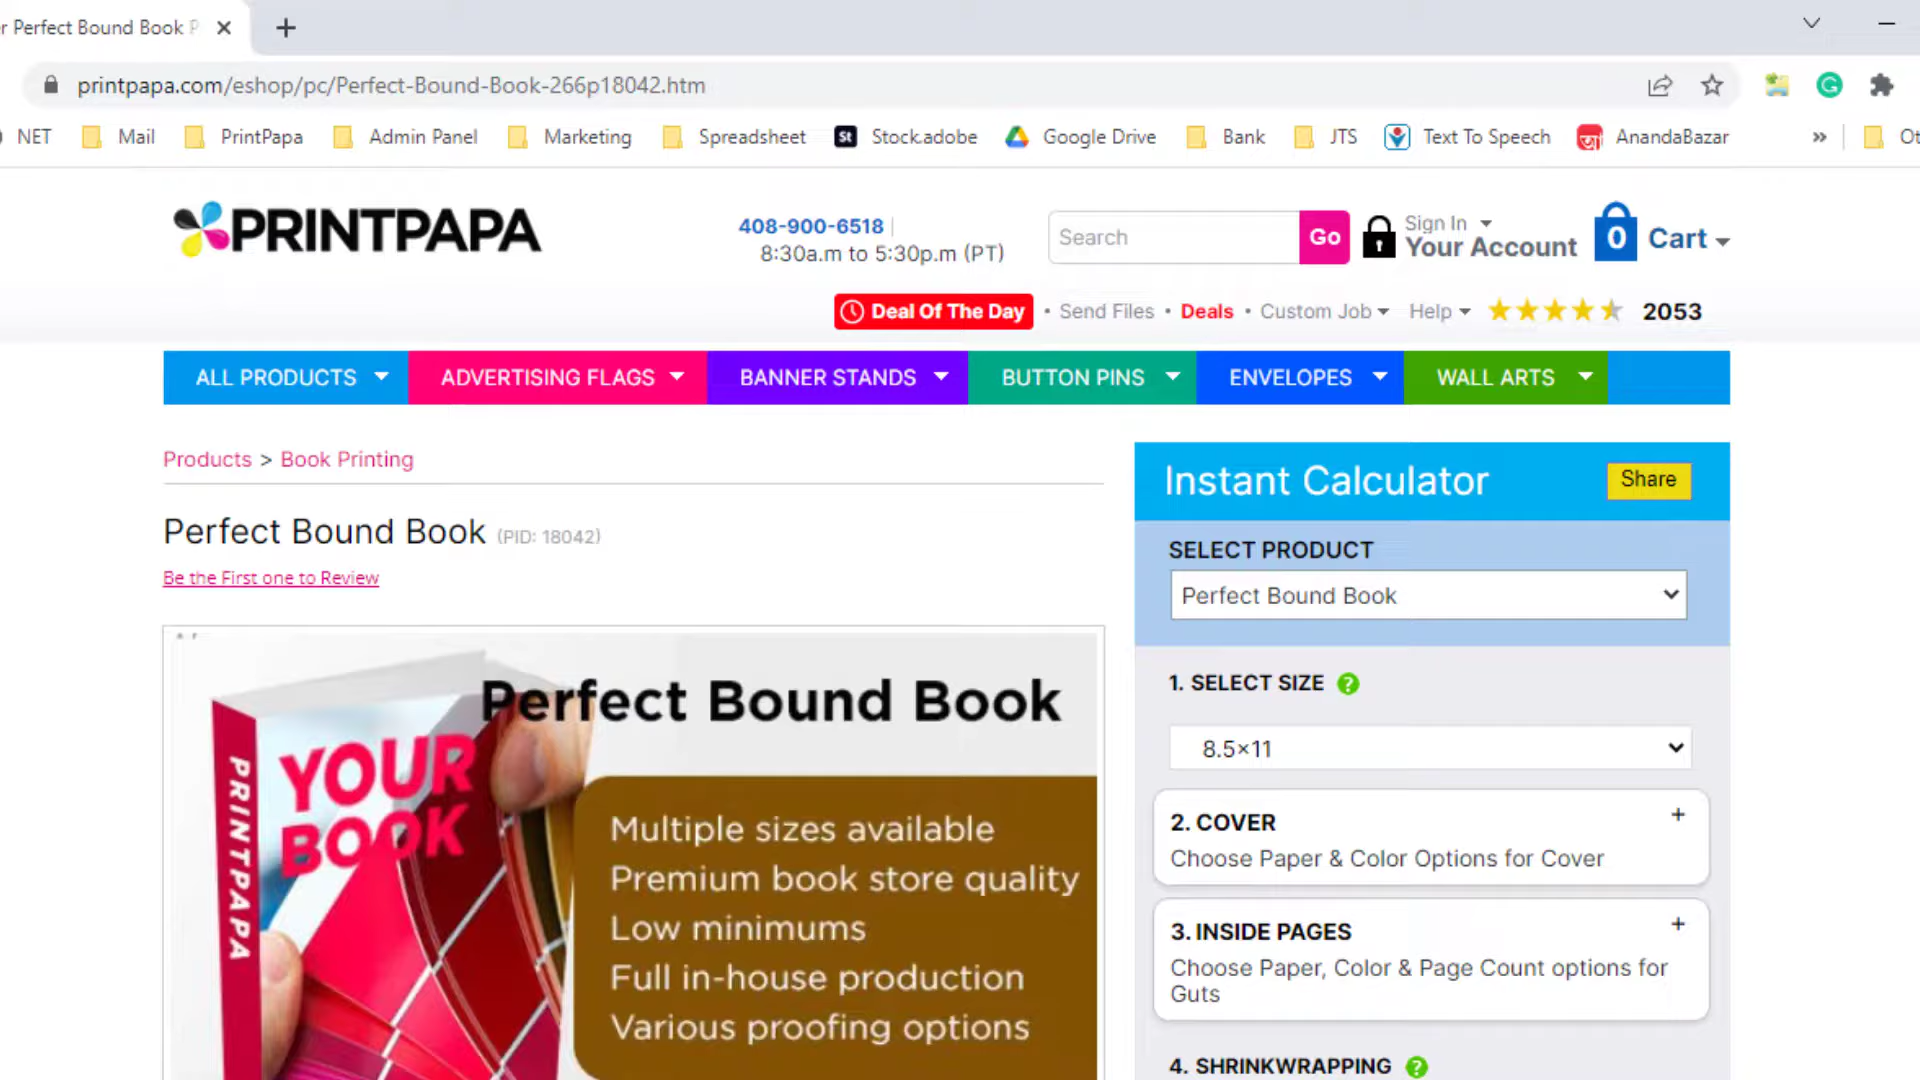 r Perfect Bound Book P
printpapa.com/eshop/pc/Perfect-Bound-Book-266p18042.htm
NET Mail PrintPapa Admin Panel Marketing Spreadsheet St Stock.adobe Google Drive Bank JTS Text To Speech AnandaBazar » Ot
PRINTPAPA
408-900-6518
8:30a.m to 5:30p.m (PT)
Search Go
Sign In
Your Account
0 Cart
Deal Of The Day • Send Files • Deals • Custom Job Help 2053
ALL PRODUCTS ADVERTISING FLAGS BANNER STANDS BUTTON PINS ENVELOPES WALL ARTS
Products > Book Printing
Perfect Bound Book (PID: 18042)
Be the First one to Review
Perfect Bound Book
YOUR
BOOK
PRINTPAPA
Multiple sizes available
Premium book store quality
Low minimums
Full in-house production
Various proofing options
Instant Calculator Share
SELECT PRODUCT
Perfect Bound Book
1. SELECT SIZE ?
8.5×11
2. COVER +
Choose Paper & Color Options for Cover
3. INSIDE PAGES +
Choose Paper, Color & Page Count options for
Guts
4. SHRINKWRAPPING ?